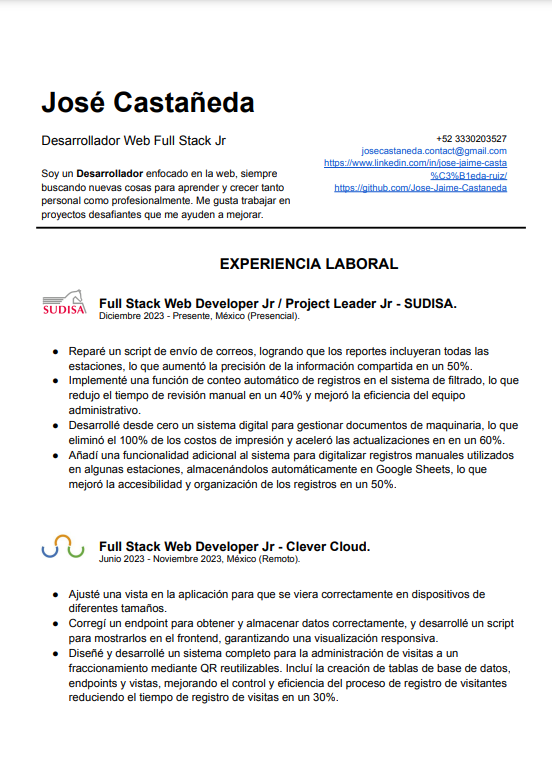 José Castañeda
Desarrollador Web Full Stack Jr
+52 3330203527
josecastaneda.contact@gmail.com
https://www.linkedin.com/in/jose-jaime-casta
%C3%B1eda-ruiz/
https://github.com/Jose-Jaime-Castaneda
Soy un Desarrollador enfocado en la web, siempre
buscando nuevas cosas para aprender y crecer tanto
personal como profesionalmente. Me gusta trabajar en
proyectos desafiantes que me ayuden a mejorar.
EXPERIENCIA LABORAL
SUDISA
Full Stack Web Developer Jr / Project Leader Jr - SUDISA.
Diciembre 2023 - Presente, México (Presencial).
● Reparé un script de envío de correos, logrando que los reportes incluyeran todas las
estaciones, lo que aumentó la precisión de la información compartida en un 50%.
● Implementé una función de conteo automático de registros en el sistema de filtrado, lo que
redujo el tiempo de revisión manual en un 40% y mejoró la eficiencia del equipo
administrativo.
● Desarrollé desde cero un sistema digital para gestionar documentos de maquinaria, lo que
eliminó el 100% de los costos de impresión y aceleró las actualizaciones en en un 60%.
● Añadí una funcionalidad adicional al sistema para digitalizar registros manuales utilizados
en algunas estaciones, almacenándolos automáticamente en Google Sheets, lo que
mejoró la accesibilidad y organización de los registros en un 50%.
Full Stack Web Developer Jr - Clever Cloud.
Junio 2023 - Noviembre 2023, México (Remoto).
● Ajusté una vista en la aplicación para que se viera correctamente en dispositivos de
diferentes tamaños.
● Corregí un endpoint para obtener y almacenar datos correctamente, y desarrollé un script
para mostrarlos en el frontend, garantizando una visualización responsiva.
● Diseñé y desarrollé un sistema completo para la administración de visitas a un
fraccionamiento mediante QR reutilizables. Incluí la creación de tablas de base de datos,
endpoints y vistas, mejorando el control y eficiencia del proceso de registro de visitantes
reduciendo el tiempo de registro de visitas en un 30%.